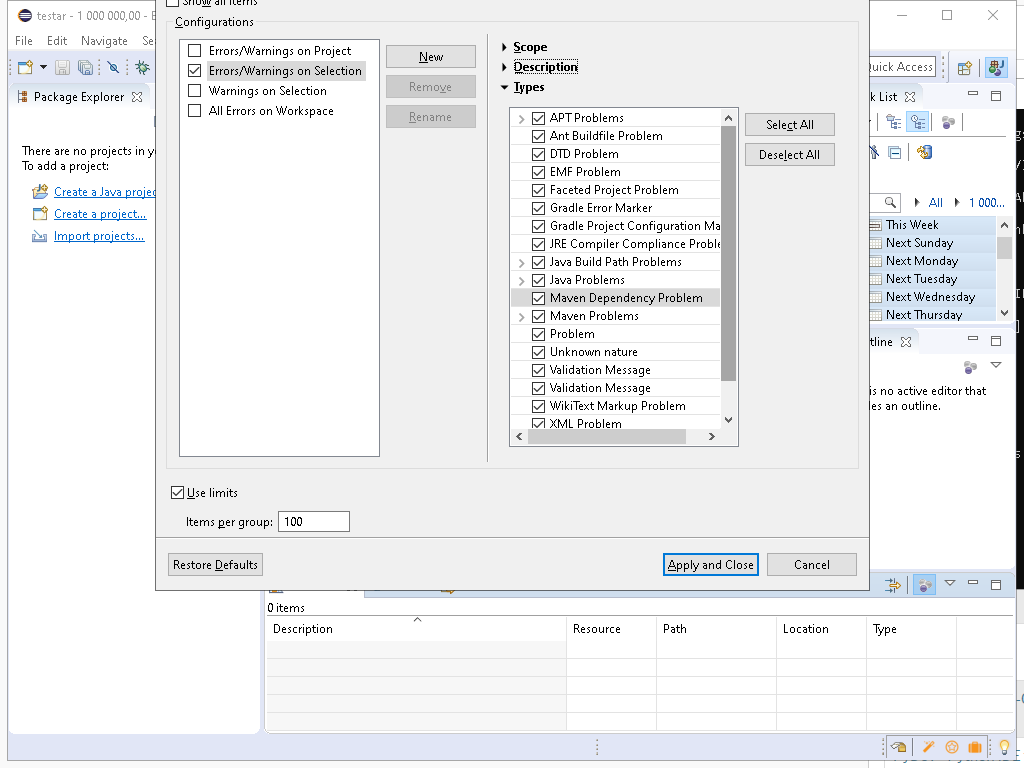 testar - 1 000 000,00 - E
Show all items
Configurations
File Edit Navigate Se
Errors/Warnings on Project
Errors/Warnings on Selection
Warnings on Selection
All Errors on Workspace
New
Remove
Rename
Scope
Description
Types
APT Problems
Ant Buildfile Problem
DTD Problem
EMF Problem
Faceted Project Problem
Gradle Error Marker
Gradle Project Configuration Ma
JRE Compiler Compliance Proble
Java Build Path Problems
Java Problems
Maven Dependency Problem
Maven Problems
Problem
Unknown nature
Validation Message
Validation Message
WikiText Markup Problem
XML Problem
Select All
Deselect All
Use limits
Items per group: 100
Restore Defaults
Apply and Close
Cancel
Package Explorer
There are no projects in y
To add a project:
Create a Java projec
Create a project...
Import projects...
Quick Access
k List
All 1 000...
This Week
Next Sunday
Next Monday
Next Tuesday
Next Wednesday
Next Thursday
tline
is no active editor that
es an outline.
0 items
Description Resource Path Location Type